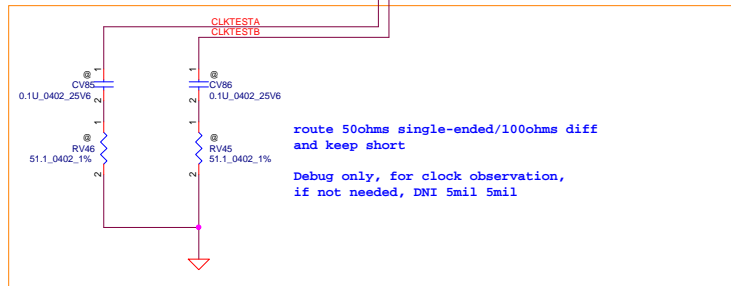 CLKTESTA
CLKTESTB
1
1
@
@
CV85
CV86
0.1U_0402_25V6
0.1U_0402_25V6
2
2
1
1
@
@
RV46
RV45
51.1_0402_1%
51.1_0402_1%
2
2
route 50ohms single-ended/100ohms diff
and keep short
Debug only, for clock observation,
if not needed, DNI 5mil 5mil